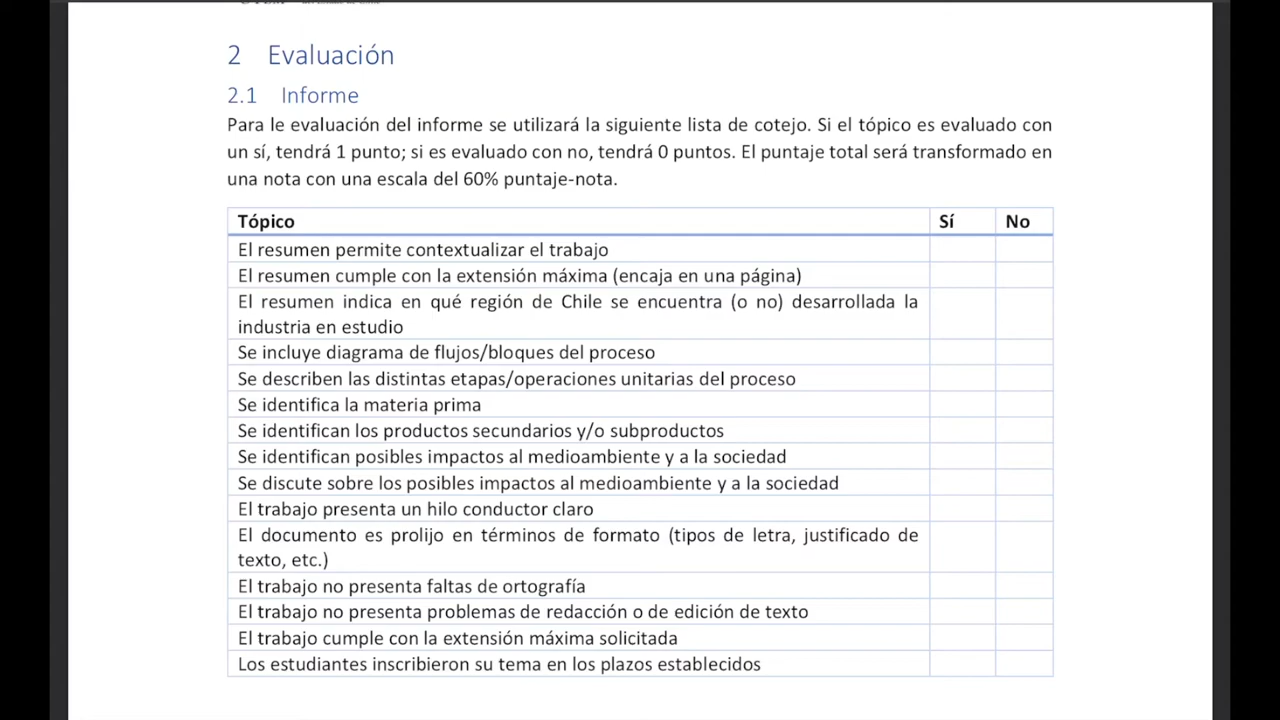 2 Evaluación
2.1 Informe
Para le evaluación del informe se utilizará la siguiente lista de cotejo. Si el tópico es evaluado con
un sí, tendrá 1 punto; si es evaluado con no, tendrá 0 puntos. El puntaje total será transformado en
una nota con una escala del 60% puntaje-nota.
Tópico Sí No
El resumen permite contextualizar el trabajo
El resumen cumple con la extensión máxima (encaja en una página)
El resumen indica en qué región de Chile se encuentra (o no) desarrollada la
industria en estudio
Se incluye diagrama de flujos/bloques del proceso
Se describen las distintas etapas/operaciones unitarias del proceso
Se identifica la materia prima
Se identifican los productos secundarios y/o subproductos
Se identifican posibles impactos al medioambiente y a la sociedad
Se discute sobre los posibles impactos al medioambiente y a la sociedad
El trabajo presenta un hilo conductor claro
El documento es prolijo en términos de formato (tipos de letra, justificado de
texto, etc.)
El trabajo no presenta faltas de ortografía
El trabajo no presenta problemas de redacción o de edición de texto
El trabajo cumple con la extensión máxima solicitada
Los estudiantes inscribieron su tema en los plazos establecidos